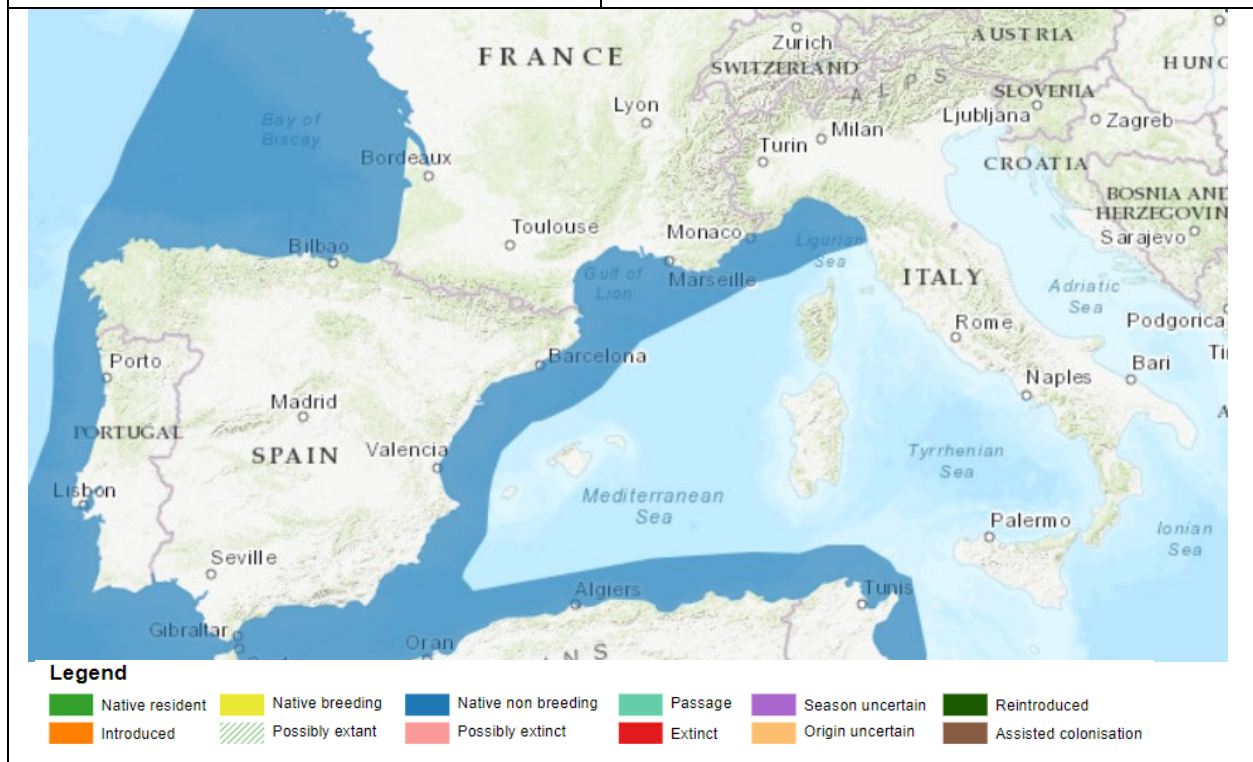 Zurich
AUSTRIA
FRANCE
SWITZERLAND
HUNG
ALPS
SLOVENIA
Lyon
Ljubljana
Zagreb
Bay of
Biscay
Milan
Turin
Bordeaux
CROATIA
BOSNIA AND
HERZEGOVIN
Toulouse
Monaco
Sarajevo
Bilbao
Ligurian
Sea
Gulf of
Lion
Marseille
ITALY
Adriatic
Sea
Rome
Podgorica
Porto
Barcelona
Ti
Bari
Naples
Madrid
A
PORTUGAL
SPAIN
Valencia
Tyrrhenian
Sea
Lisbon
Mediterranean
Sea
Palermo
Ionian
Sea
Seville
Algiers
Tunis
Gibraltar
Oran
N S
Legend
Native resident
Native breeding
Native non breeding
Passage
Season uncertain
Reintroduced
Introduced
Possibly extant
Possibly extinct
Extinct
Origin uncertain
Assisted colonisation